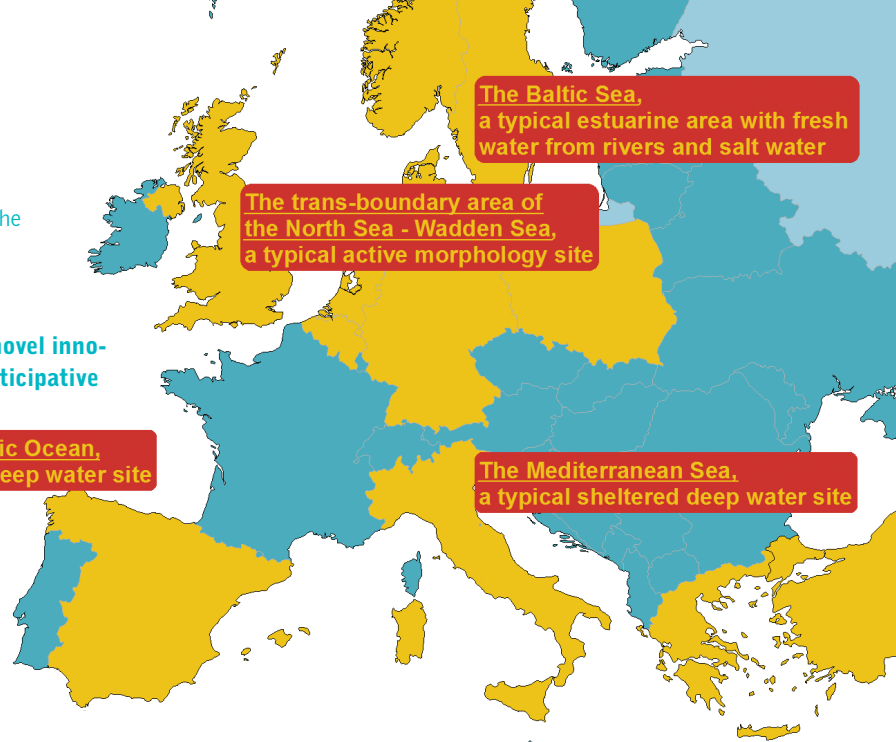 The Baltic Sea,
a typical estuarine area with fresh
water from rivers and salt water
The trans-boundary area of
the North Sea - Wadden Sea,
a typical active morphology site
he
novel inno-
ticipative
ic Ocean,
eep water site
The Mediterranean Sea,
a typical sheltered deep water site